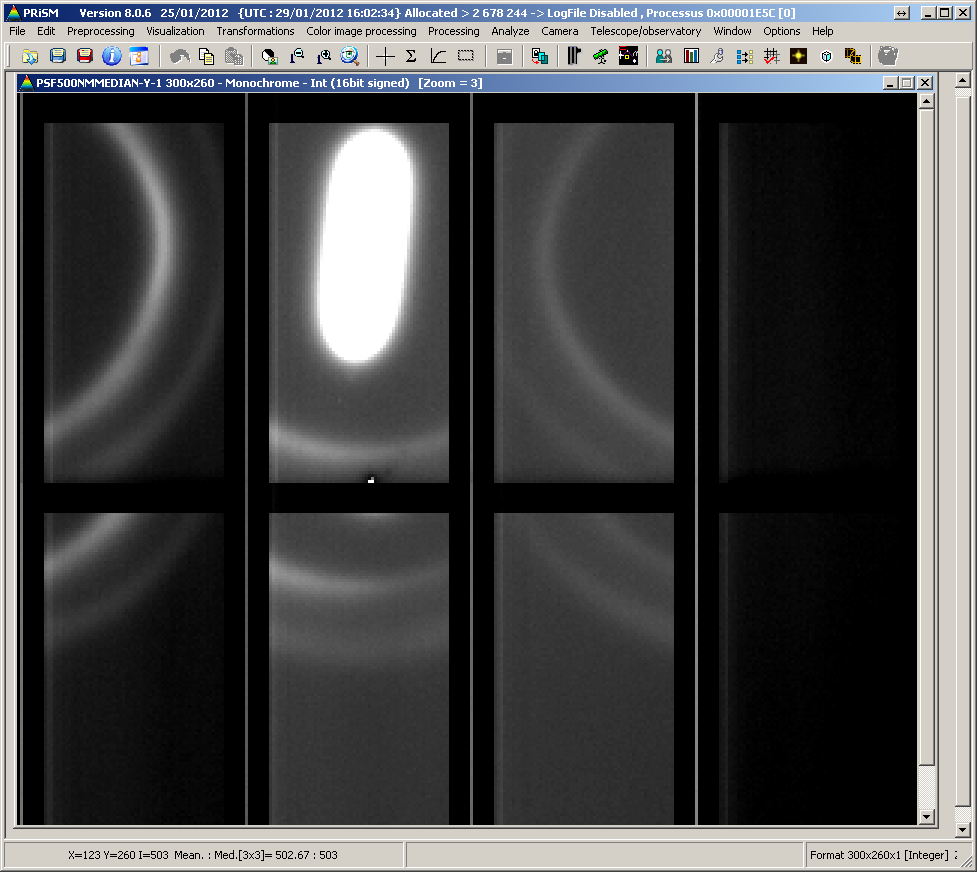 PRiSM Version 8.0.6 25/01/2012 {UTC : 29/01/2012 16:02:34} Allocated > 2 678 244 -> LogFile Disabled , Processus 0x00001E5C [0]
File Edit Preprocessing Visualization Transformations Color image processing Processing Analyze Camera Telescope/observatory Window Options Help
PSF500NMMEDIAN-Y-1 300x260 - Monochrome - Int (16bit signed) [Zoom = 3]
X=123 Y=260 I=503 Mean. : Med.[3x3]= 502.67 : 503
Format 300x260x1 [Integer]